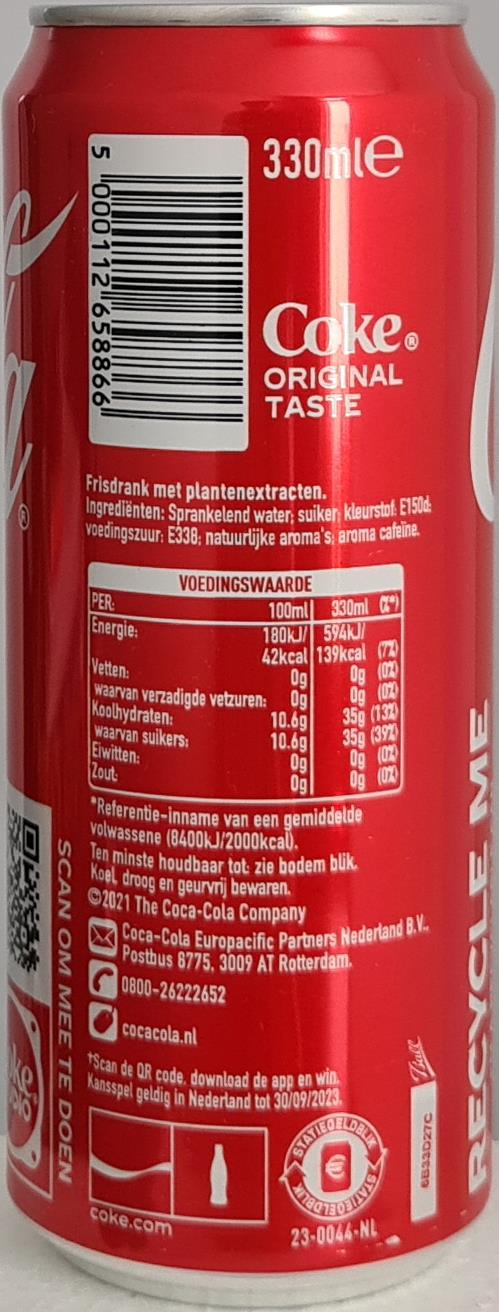 5 000112 658866
330ml e
Coke®
ORIGINAL
TASTE
Frisdrank met plantenextracten.
Ingrediënten: Sprankelend water; suiker; kleurstof: E150d;
voedingszuur: E338; natuurlijke aroma's; aroma cafeïne.
VOEDINGSWAARDE
PER: 100ml 330ml (%*)
Energie: 180kJ/ 594kJ/
42kcal 139kcal (7%)
Vetten: 0g 0g (0%)
waarvan verzadigde vetzuren: 0g 0g (0%)
Koolhydraten: 10.6g 35g (13%)
waarvan suikers: 10.6g 35g (39%)
Eiwitten: 0g 0g (0%)
Zout: 0g 0g (0%)
*Referentie-inname van een gemiddelde
volwassene (8400kJ/2000kcal).
Ten minste houdbaar tot: zie bodem blik.
Koel, droog en geurvrij bewaren.
©2021 The Coca-Cola Company
Coca-Cola Europacific Partners Nederland B.V.,
Postbus 8775, 3009 AT Rotterdam.
0800-26222652
cocacola.nl
†Scan de QR code, download de app en win.
Kansspel geldig in Nederland tot 30/09/2023.
coke.com
STATIEGELDBLIK
STATIEGELDBLIK
STATIEGELDBLIK
€
23-0044-NL
6B33D27C
Ball
SCAN OM MEE TE DOEN
RECYCLE ME